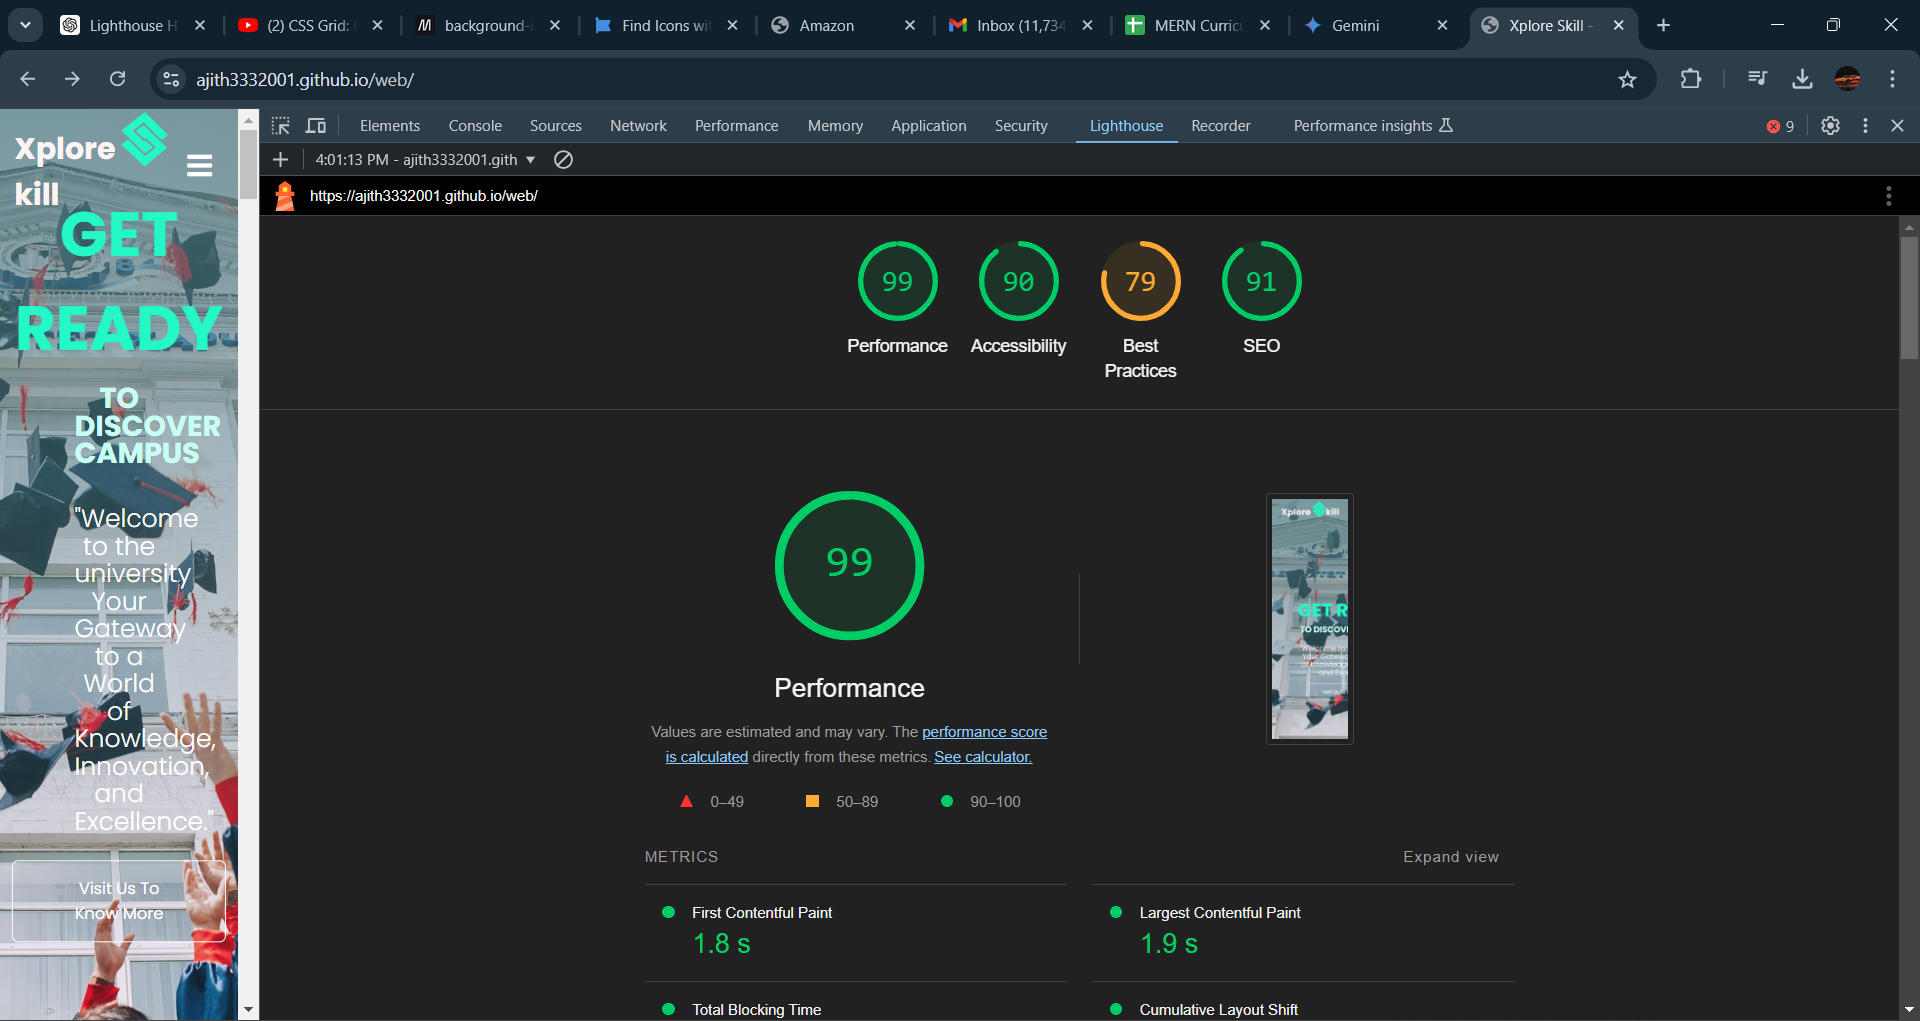 Lighthouse H
(2) CSS Grid:
background-i
Find Icons wi
Amazon
Inbox (11,734
MERN Curric
Gemini
Xplore Skill -
ajith3332001.github.io/web/
Elements
Console
Sources
Network
Performance
Memory
Application
Security
Lighthouse
Recorder
Performance insights
9
4:01:13 PM - ajith3332001.gith
https://ajith3332001.github.io/web/
Xplore
kill
GET
READY
TO
DISCOVER
CAMPUS
"Welcome
to the
university
Your
Gateway
to a
World
of
Knowledge,
Innovation,
and
Excellence."
Visit Us To
Know More
99
Performance
90
Accessibility
79
Best
Practices
91
SEO
99
Performance
Values are estimated and may vary. The performance score
is calculated directly from these metrics. See calculator.
0–49
50–89
90–100
Xplore kill
GET R
TO DISCOV
METRICS
Expand view
First Contentful Paint
1.8 s
Largest Contentful Paint
1.9 s
Total Blocking Time
Cumulative Layout Shift